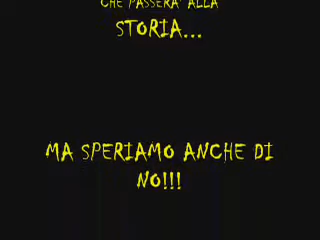 CHE PASSERA' ALLA
STORIA...
MA SPERIAMO ANCHE DI
NO!!!